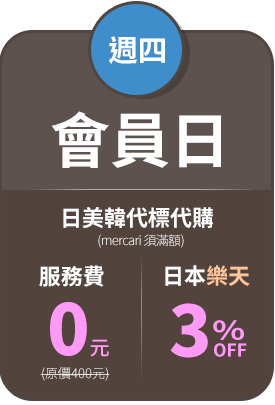 週四
會員日
日美韓代標代購
(mercari 須滿額)
服務費
0元
(原價400元)
日本樂天
3%OFF